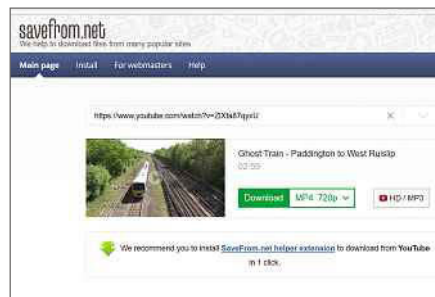 savefrom.net
We help to download files from many popular sites
Main page Install For webmasters Help
Ghost Train - Paddington to West Ruislip
02:55
Download MP4 720p HD / MP3
We recommend you to install SaveFrom.net helper extension to download from YouTube
in 1 click.